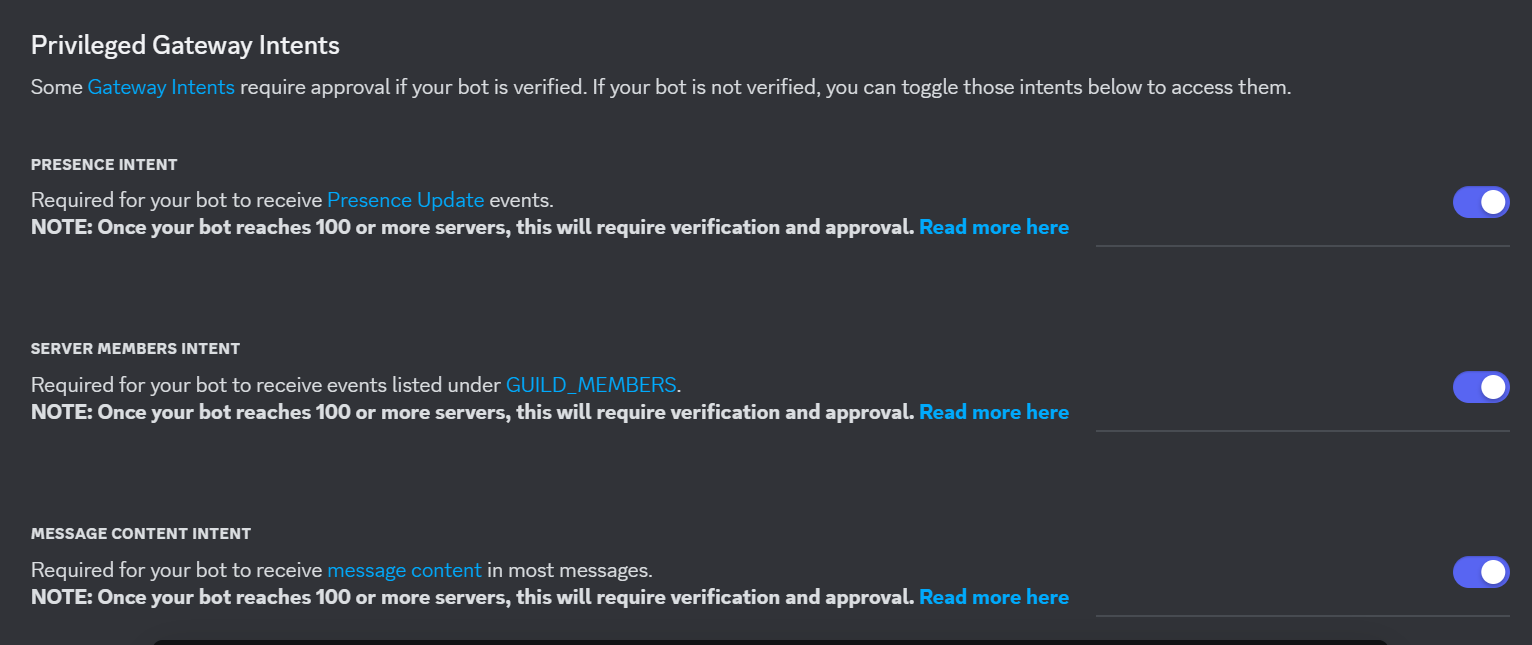 Privileged Gateway Intents
Some Gateway Intents require approval if your bot is verified. If your bot is not verified, you can toggle those intents below to access them.
PRESENCE INTENT
Required for your bot to receive Presence Update events.
NOTE: Once your bot reaches 100 or more servers, this will require verification and approval. Read more here
SERVER MEMBERS INTENT
Required for your bot to receive events listed under GUILD_MEMBERS.
NOTE: Once your bot reaches 100 or more servers, this will require verification and approval. Read more here
MESSAGE CONTENT INTENT
Required for your bot to receive message content in most messages.
NOTE: Once your bot reaches 100 or more servers, this will require verification and approval. Read more here